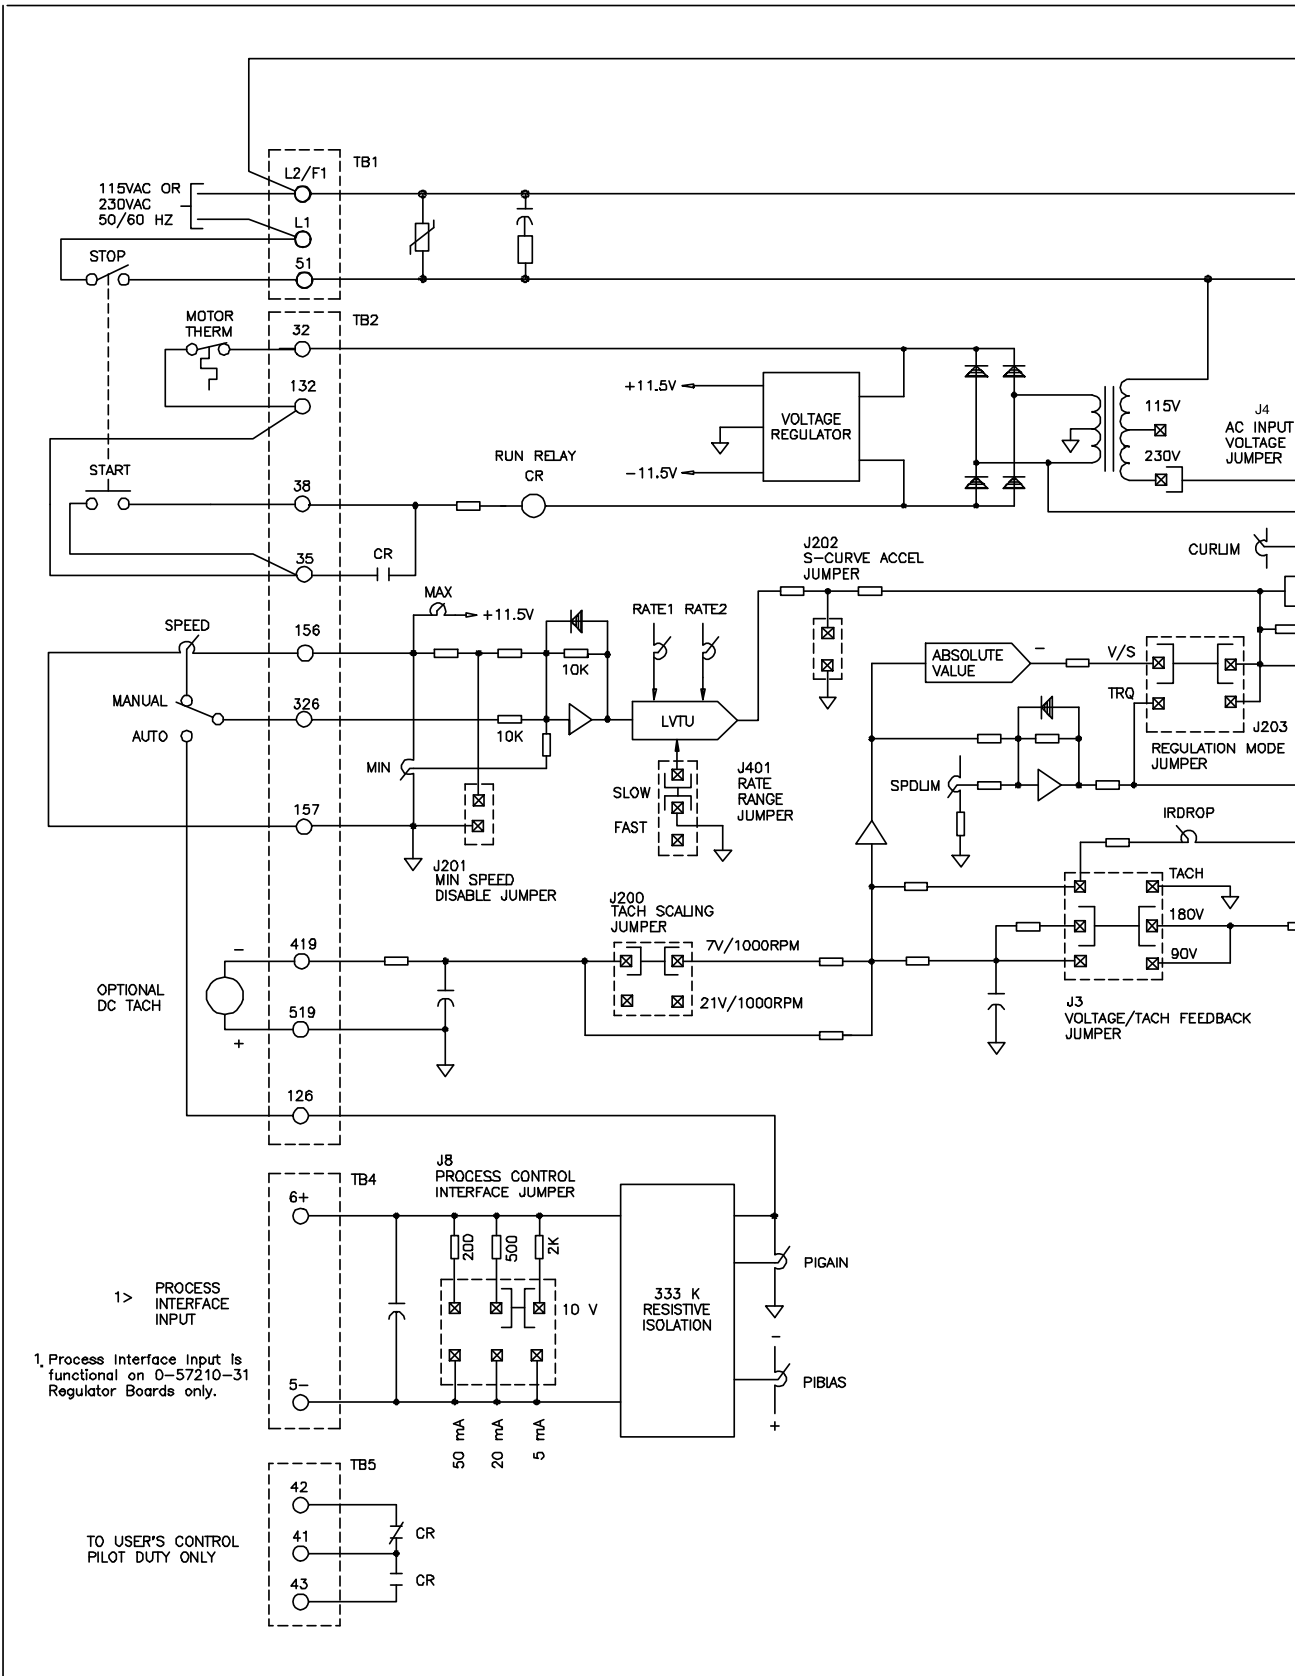 TB1
L2/F1
115VAC OR
230VAC
50/60 HZ
L1
STOP
51
MOTOR
THERM
TB2
32
132
+11.5V
VOLTAGE
REGULATOR
-11.5V
115V
230V
J4
AC INPUT
VOLTAGE
JUMPER
START
38
RUN RELAY
CR
35
CR
J202
S-CURVE ACCEL
JUMPER
CURLIM
MAX
+11.5V
RATE1 RATE2
SPEED
156
10K
ABSOLUTE
VALUE
-
V/S
TRQ
J203
REGULATION MODE
JUMPER
MANUAL
326
AUTO
10K
LVTU
MIN
SLOW
FAST
J401
RATE
RANGE
JUMPER
SPDLIM
157
J201
MIN SPEED
DISABLE JUMPER
IRDROP
TACH
180V
90V
J200
TACH SCALING
JUMPER
7V/1000RPM
21V/1000RPM
-
419
OPTIONAL
DC TACH
519
+
J3
VOLTAGE/TACH FEEDBACK
JUMPER
126
TB4
6+
J8
PROCESS CONTROL
INTERFACE JUMPER
200
500
2K
10 V
333 K
RESISTIVE
ISOLATION
PIGAIN
-
PIBIAS
+
1>
PROCESS
INTERFACE
INPUT
1. Process Interface Input is
functional on 0-57210-31
Regulator Boards only.
5-
50 mA
20 mA
5 mA
TB5
42
CR
TO USER'S CONTROL
PILOT DUTY ONLY
41
43
CR